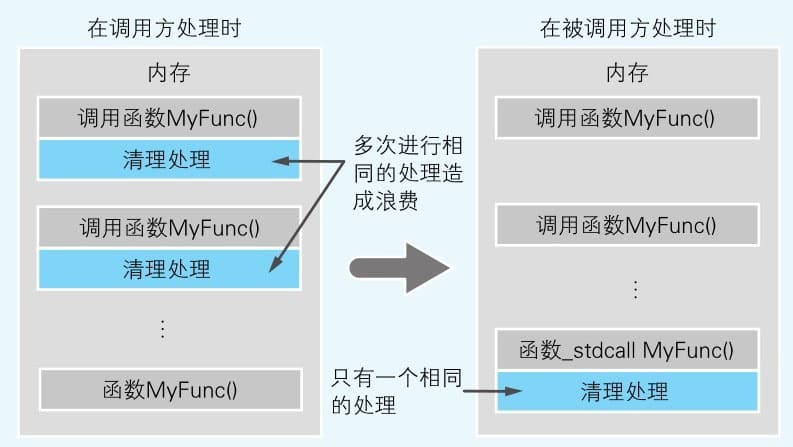 在调用方处理时
内存
调用函数MyFunc()
清理处理
调用函数MyFunc()
清理处理
⋮
函数MyFunc()
多次进行相
同的处理造
成浪费
只有一个相同
的处理
在被调用方处理时
内存
调用函数MyFunc()
调用函数MyFunc()
⋮
函数_stdcall MyFunc()
清理处理